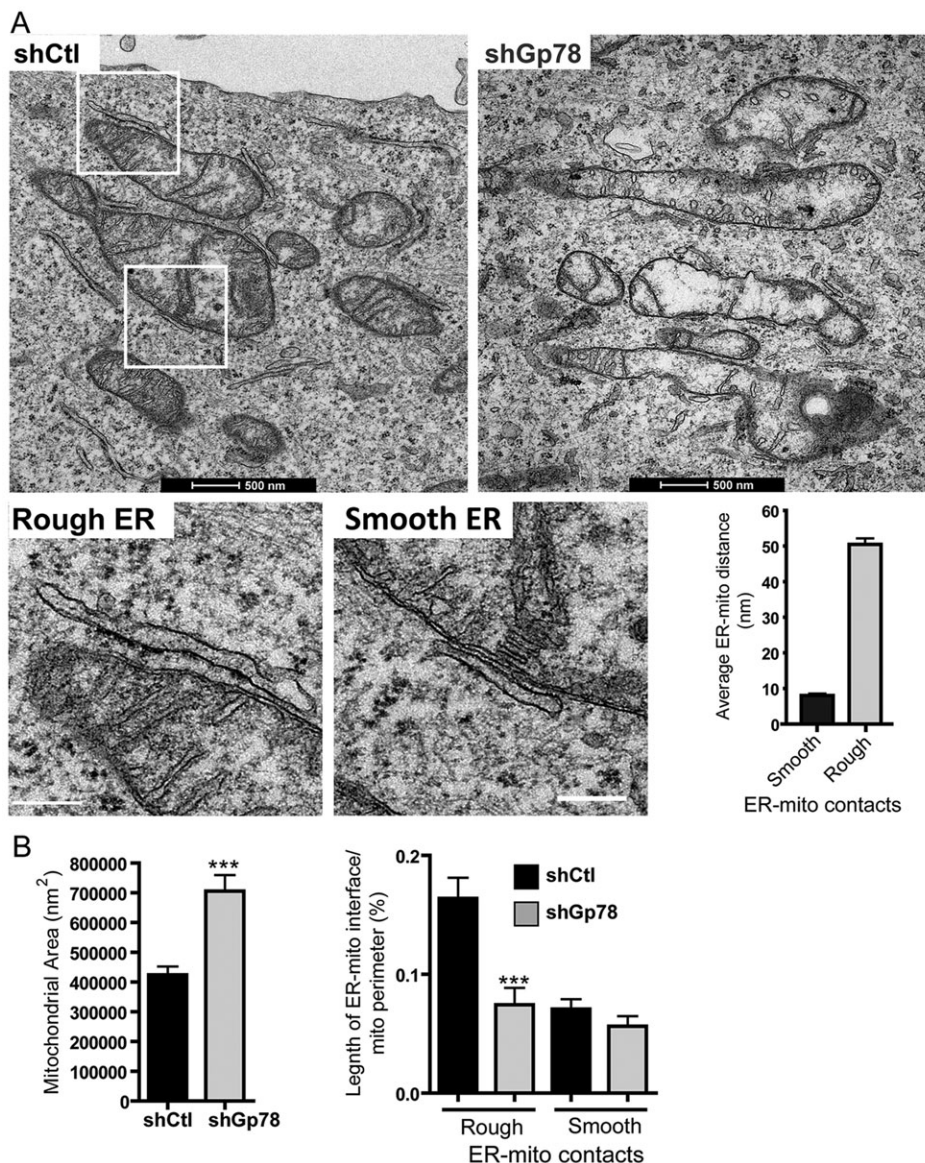 A
shCtl
shGp78
500 nm
500 nm
Rough ER
Smooth ER
Average ER-mito distance
(nm)
60
50
40
30
20
10
0
Smooth
Rough
ER-mito contacts
B
Mitochondrial Area (nm2)
800000
700000
600000
500000
400000
300000
200000
100000
0
***
shCtl
shGp78
Legnth of ER-mito interface/
mito perimeter (%)
0.2
0.1
0.0
***
shCtl
shGp78
Rough
Smooth
ER-mito contacts